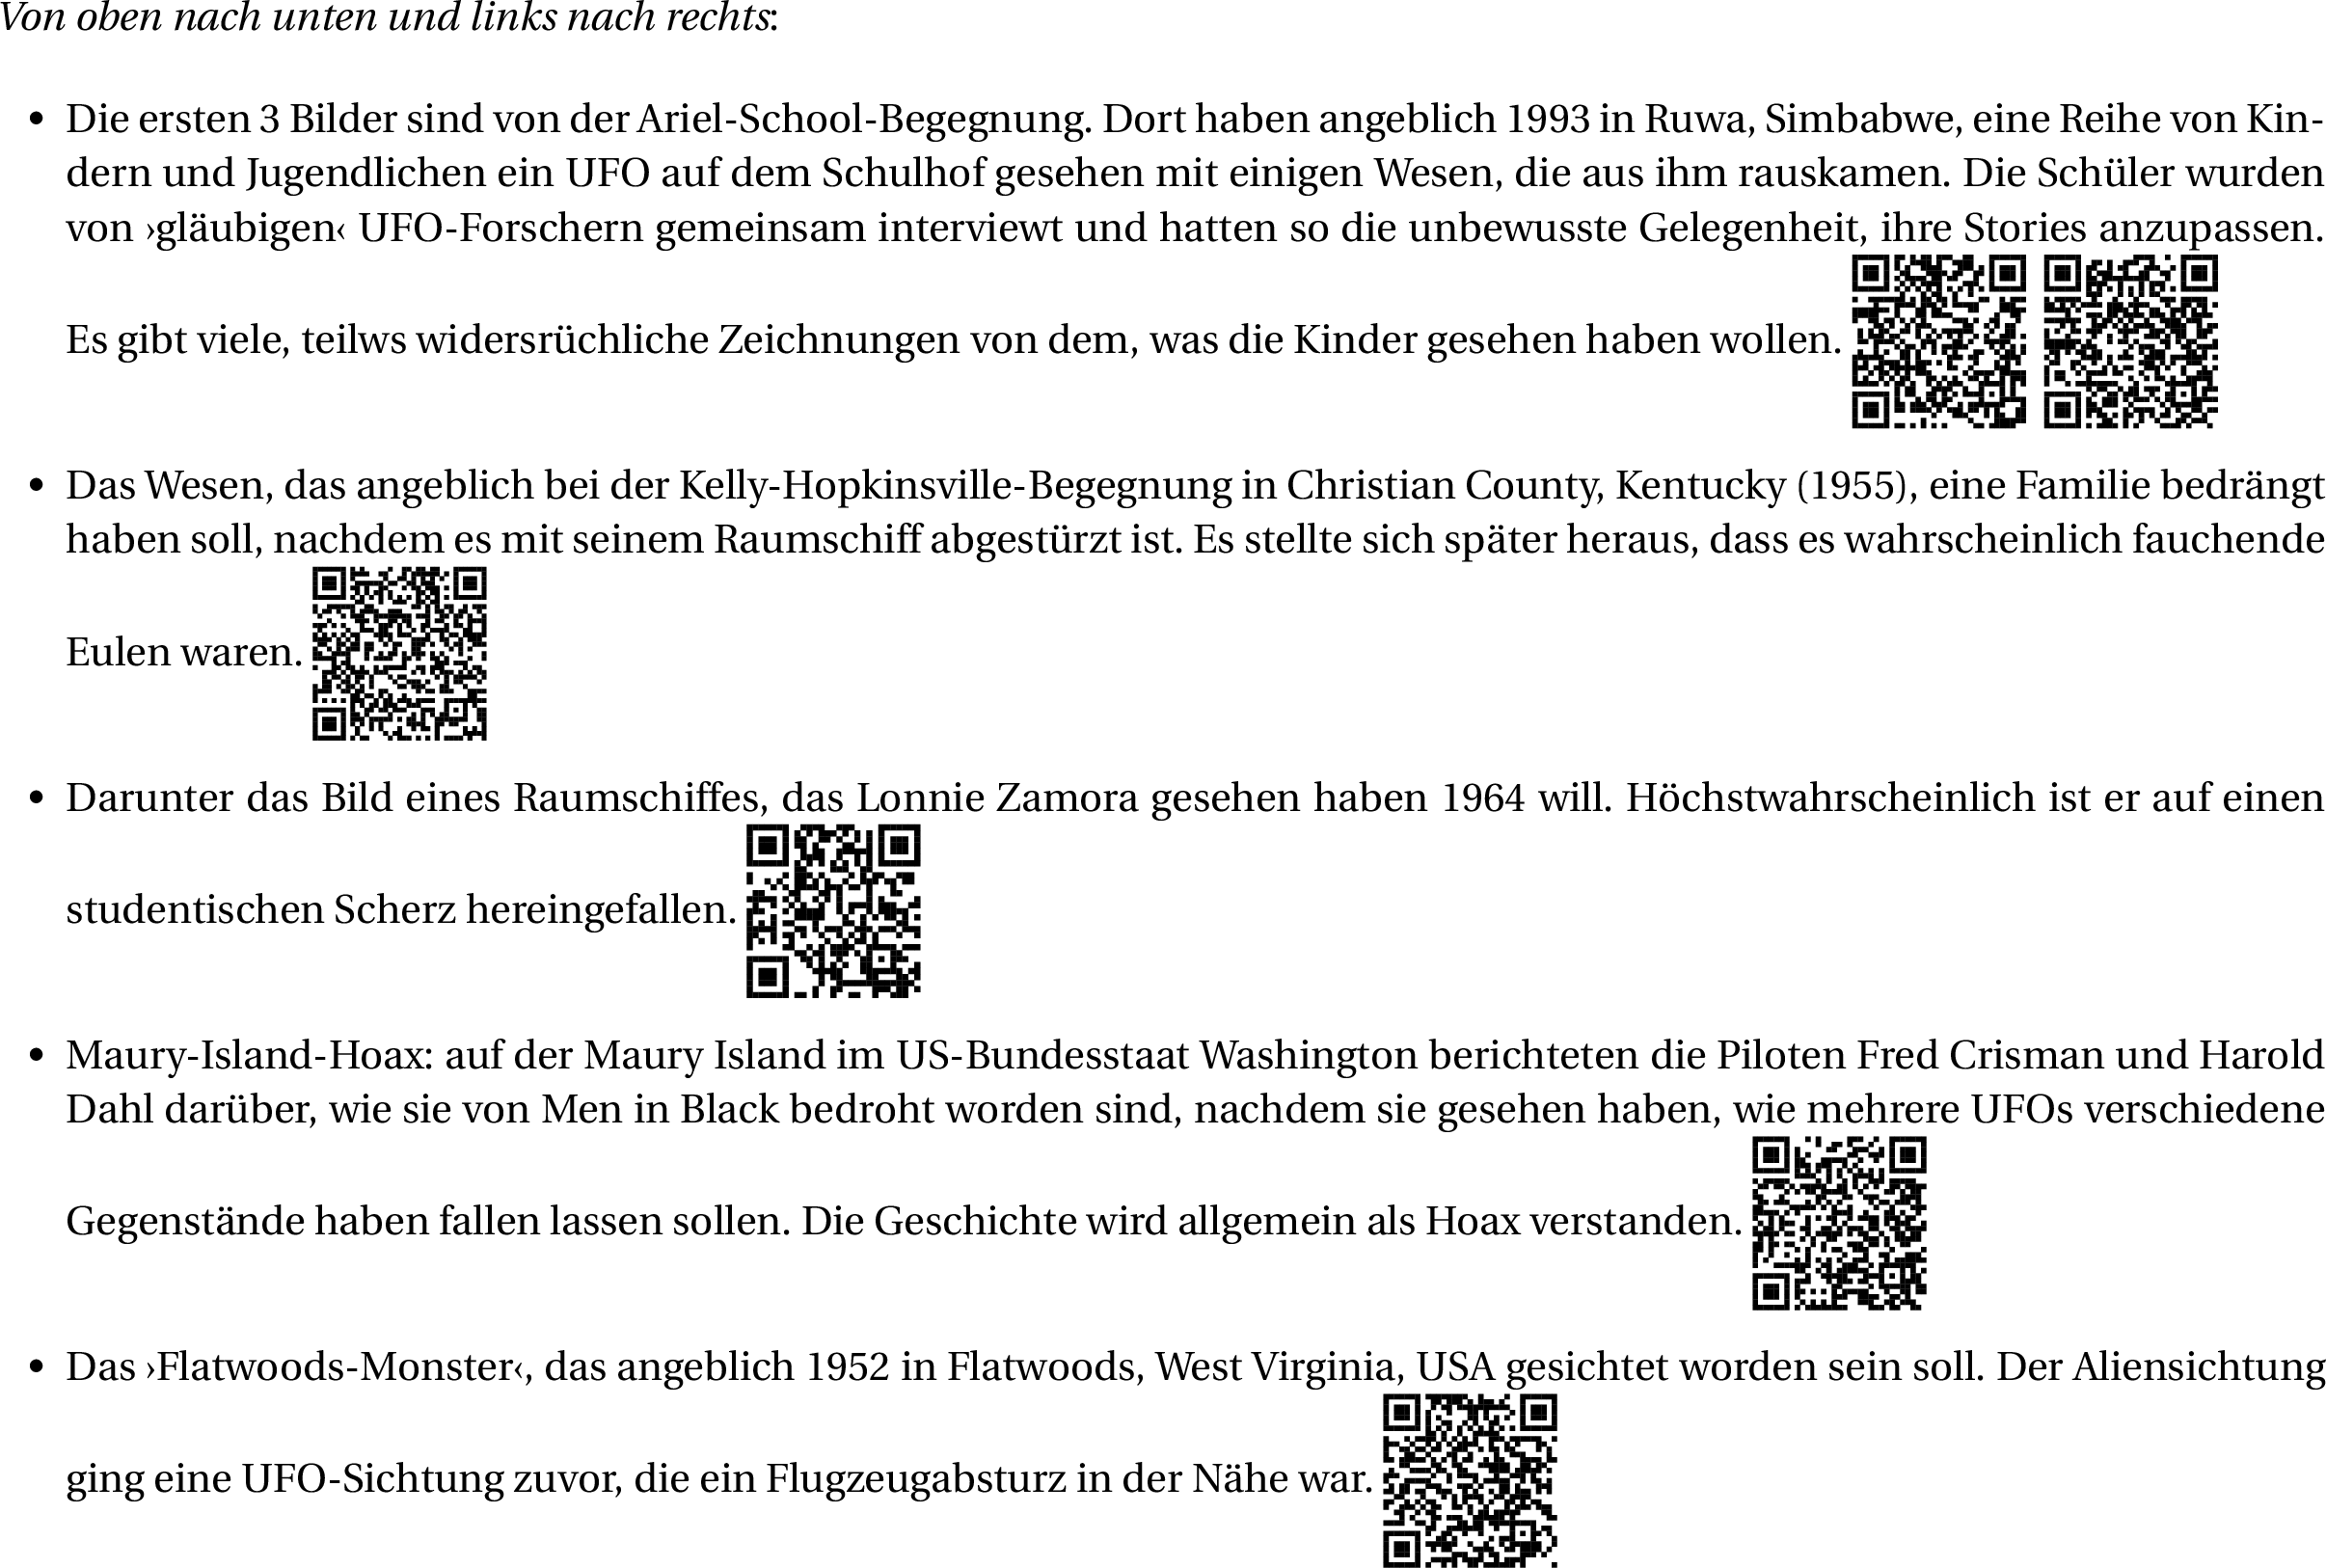 Von oben nach unten und links nach rechts:
• Die ersten 3 Bilder sind von der Ariel-School-Begegnung. Dort haben angeblich 1993 in Ruwa, Simbabwe, eine Reihe von Kin-
dern und Jugendlichen ein UFO auf dem Schulhof gesehen mit einigen Wesen, die aus ihm rauskamen. Die Schüler wurden
von ›gläubigen‹ UFO-Forschern gemeinsam interviewt und hatten so die unbewusste Gelegenheit, ihre Stories anzupassen.
Es gibt viele, teilws widersrüchliche Zeichnungen von dem, was die Kinder gesehen haben wollen.
• Das Wesen, das angeblich bei der Kelly-Hopkinsville-Begegnung in Christian County, Kentucky (1955), eine Familie bedrängt
haben soll, nachdem es mit seinem Raumschiff abgestürzt ist. Es stellte sich später heraus, dass es wahrscheinlich fauchende
Eulen waren.
• Darunter das Bild eines Raumschiffes, das Lonnie Zamora gesehen haben 1964 will. Höchstwahrscheinlich ist er auf einen
studentischen Scherz hereingefallen.
• Maury-Island-Hoax: auf der Maury Island im US-Bundesstaat Washington berichteten die Piloten Fred Crisman und Harold
Dahl darüber, wie sie von Men in Black bedroht worden sind, nachdem sie gesehen haben, wie mehrere UFOs verschiedene
Gegenstände haben fallen lassen sollen. Die Geschichte wird allgemein als Hoax verstanden.
• Das ›Flatwoods-Monster‹, das angeblich 1952 in Flatwoods, West Virginia, USA gesichtet worden sein soll. Der Aliensichtung
ging eine UFO-Sichtung zuvor, die ein Flugzeugabsturz in der Nähe war.